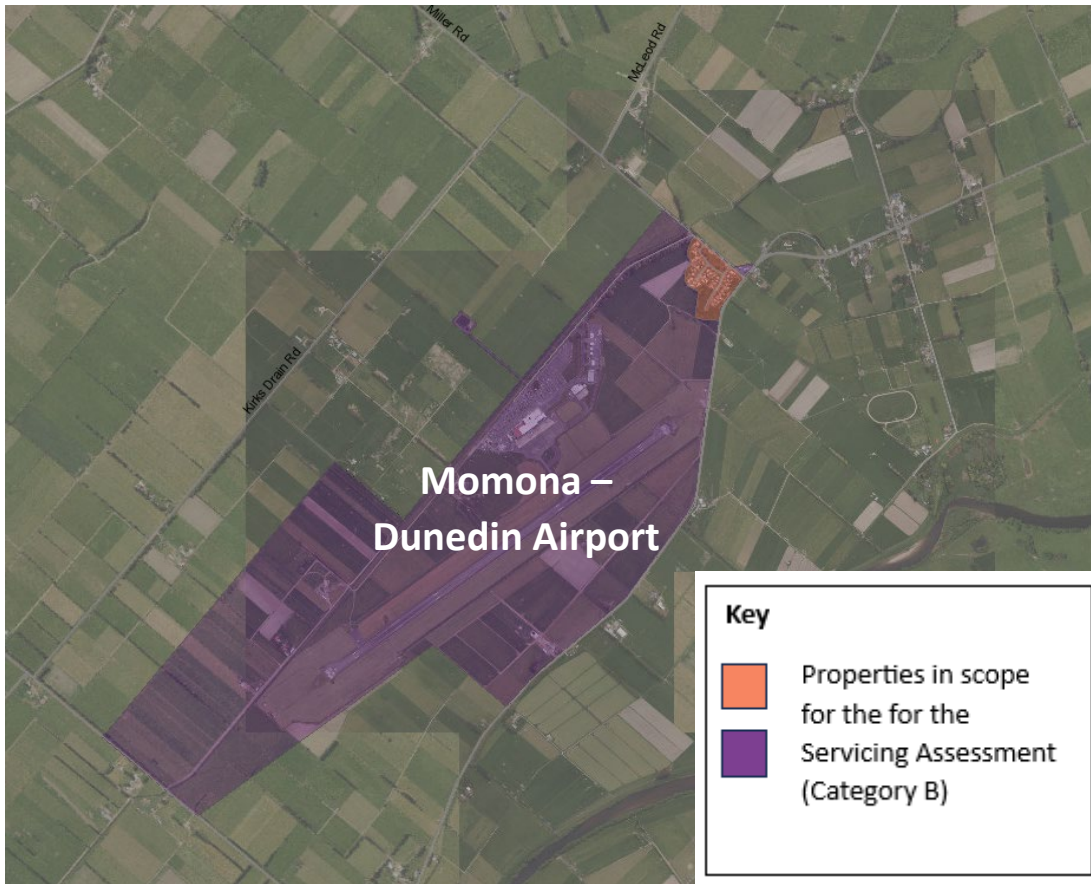 Miller Rd
McLeod Rd
Kirks Drain Rd
Momona –
Dunedin Airport
Key
Properties in scope
for the for the
Servicing Assessment
(Category B)